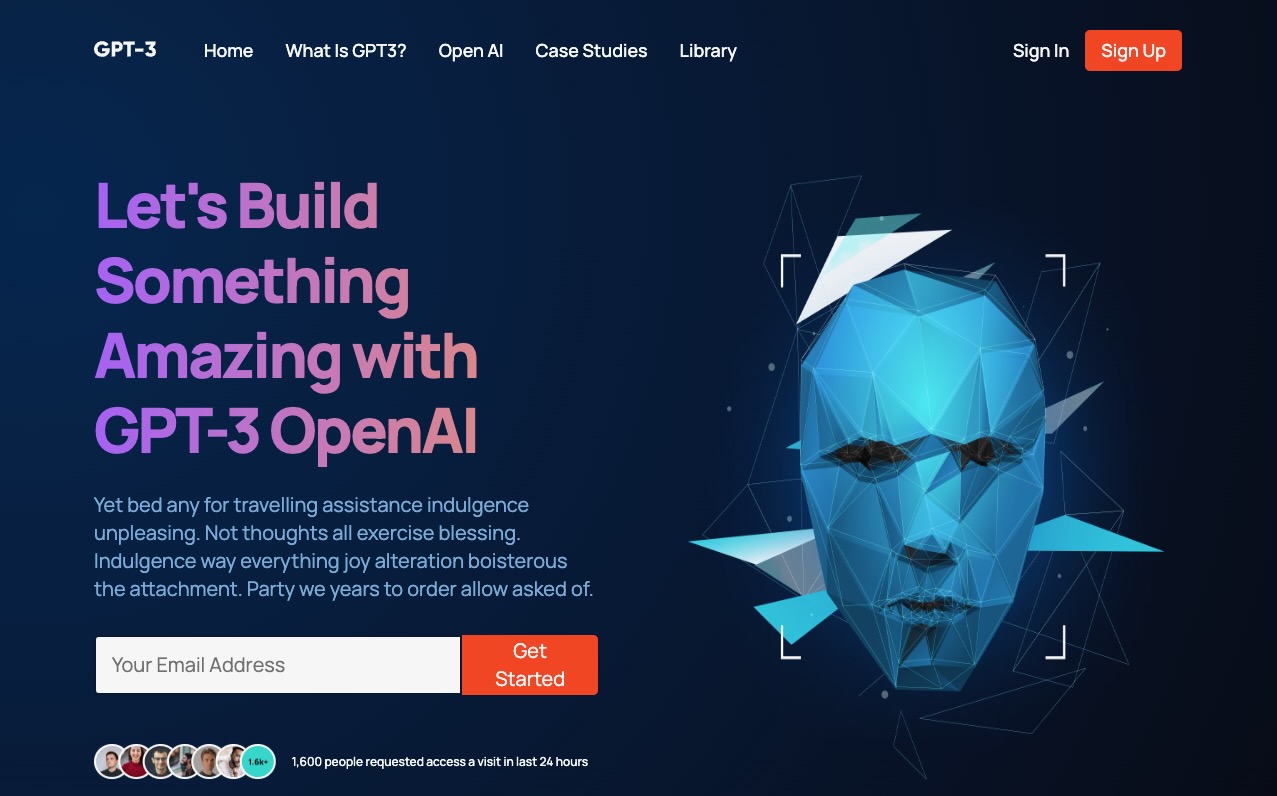 GPT-3
Home
What Is GPT3?
Open AI
Case Studies
Library
Sign In
Sign Up
Let's Build
Something
Amazing with
GPT-3 OpenAI
Yet bed any for travelling assistance indulgence
unpleasing. Not thoughts all exercise blessing.
Indulgence way everything joy alteration boisterous
the attachment. Party we years to order allow asked of.
Your Email Address
Get
Started
1.6k+
1,600 people requested access a visit in last 24 hours